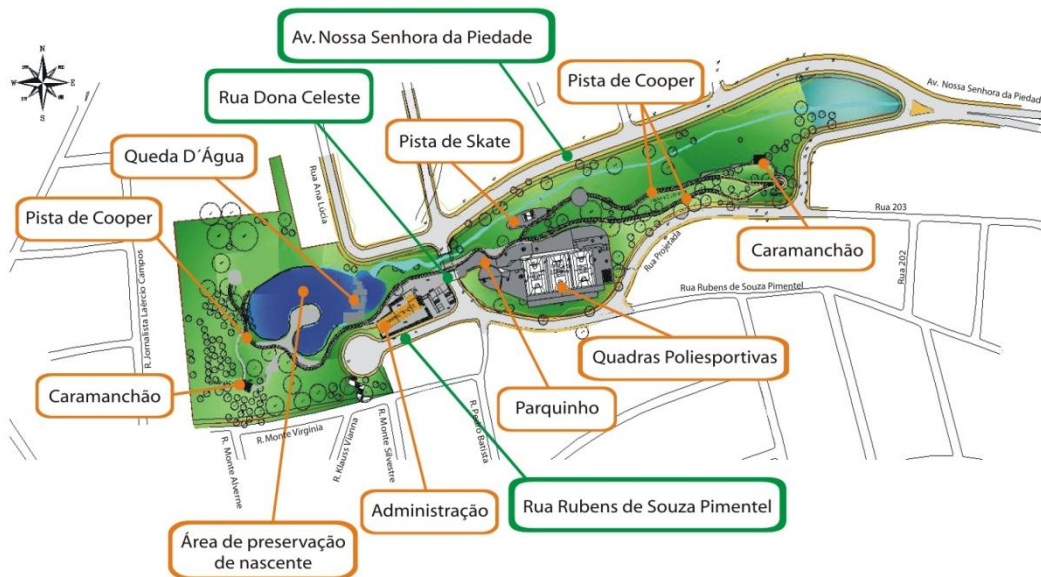 N
W
E
S
Av. Nossa Senhora da Piedade
Rua Dona Celeste
Pista de Cooper
Av. Nossa Senhora da Piedade
Queda D´Água
Pista de Skate
Pista de Cooper
Rua Ana Lúcia
Rua 203
Caramanchão
Rua Projetada
Rua 202
R. Jornalista Laércio Campos
Rua Rubens de Souza Pimentel
Quadras Poliesportivas
Caramanchão
Parquinho
R. Monte Virginia
R. Pedro Batista
R. Monte Alverne
R. Klauss Vianna
R. Monte Silvestre
Administração
Rua Rubens de Souza Pimentel
Área de preservação
de nascente